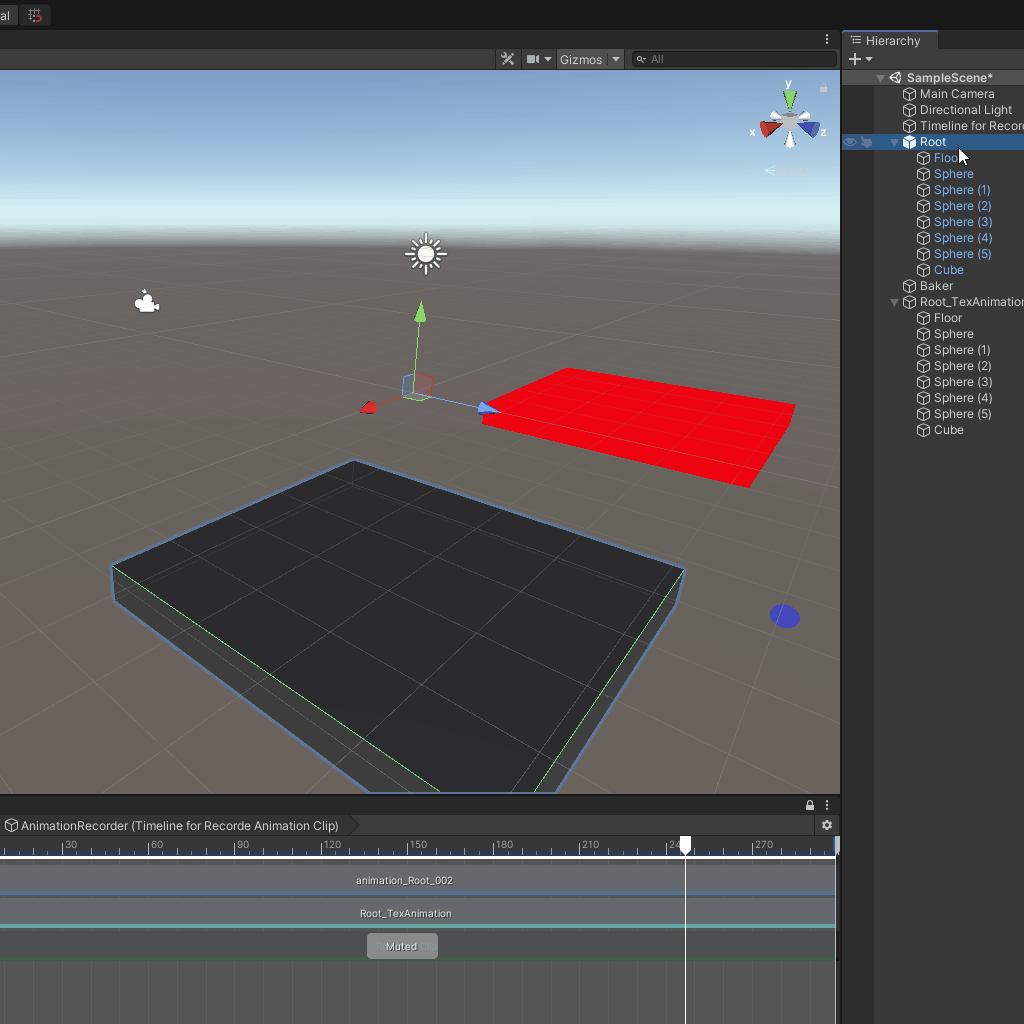 al
Gizmos
All
y
x
z
Hierarchy
SampleScene*
Main Camera
Directional Light
Timeline for Recor
Root
Floo
Sphere
Sphere (1)
Sphere (2)
Sphere (3)
Sphere (4)
Sphere (5)
Cube
Baker
Root_TexAnimation
Floor
Sphere
Sphere (1)
Sphere (2)
Sphere (3)
Sphere (4)
Sphere (5)
Cube
AnimationRecorder (Timeline for Recorde Animation Clip)
30 60 90 120 150 180 210 24 270
animation_Root_002
Root_TexAnimation
Muted